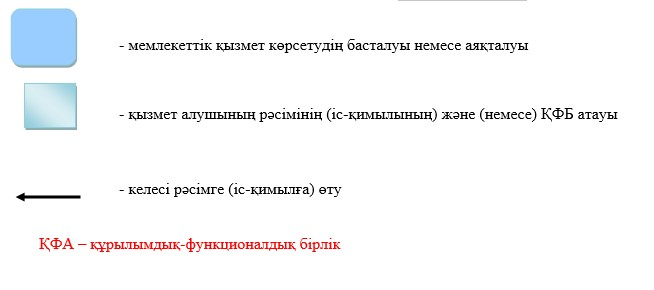 - мемлекеттік қызмет көрсетудің басталуы немесе аяқталуы
- қызмет алушының рәсімінің (іс-қимылының) және (немесе) ҚФБ атауы
- келесі рәсімге (іс-қимылға) өту
ҚФА – құрылымдық-функционалдық бірлік